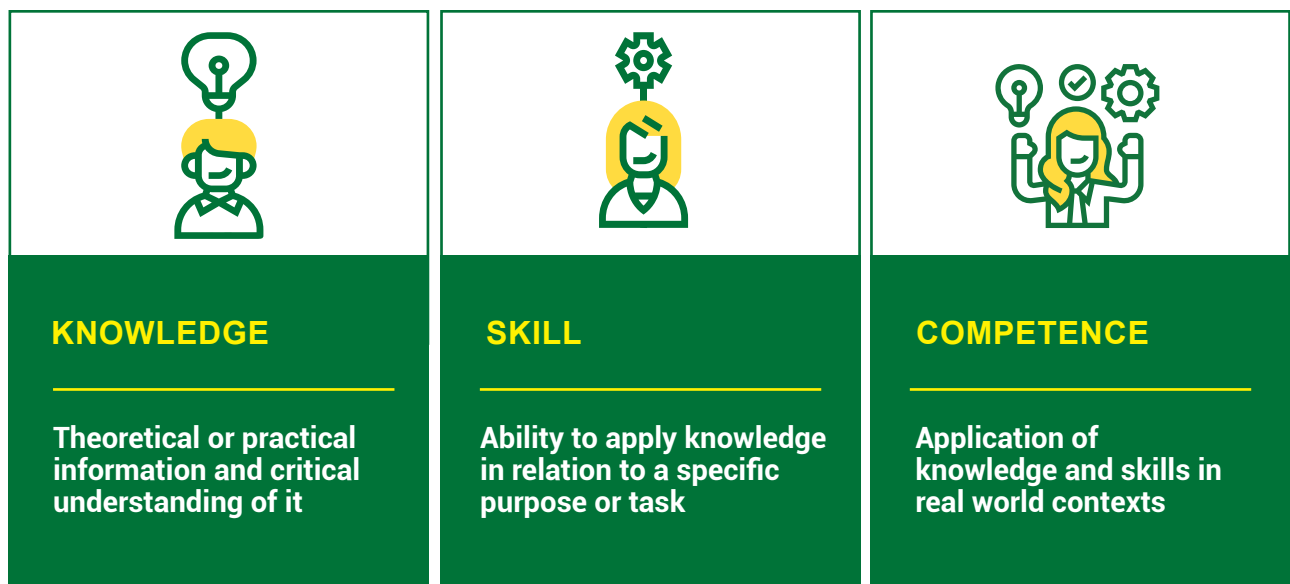 KNOWLEDGE
Theoretical or practical
information and critical
understanding of it
SKILL
Ability to apply knowledge
in relation to a specific
purpose or task
COMPETENCE
Application of
knowledge and skills in
real world contexts